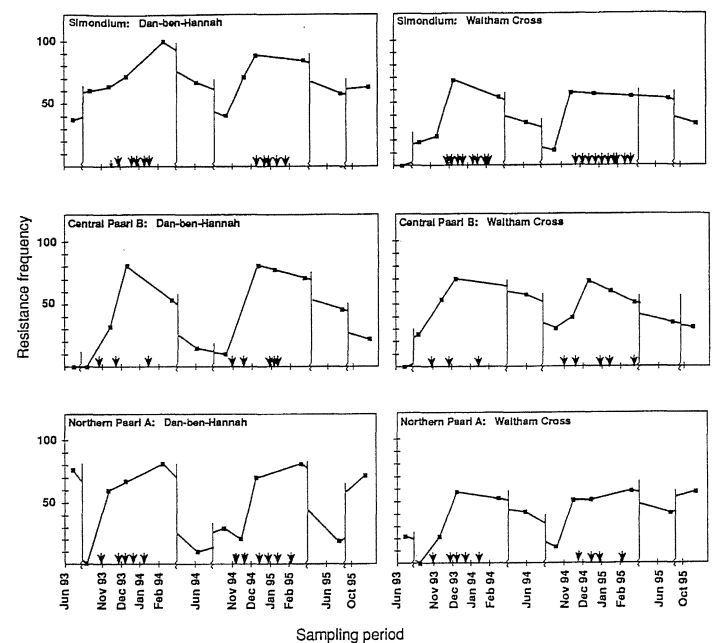 Simondium: Dan-ben-Hannah
Simondium: Waltham Cross
100
50
Central Paarl B: Dan-ben-Hannah
Central Paarl B: Waltham Cross
100
50
Resistance frequency
Northern Paarl A: Dan-ben-Hannah
Northern Paarl A: Waltham Cross
100
50
Jun 93 Nov 93 Dec 93 Jan 94 Feb 94 Jun 94 Nov 94 Dec 94 Jan 95 Feb 95 Jun 95 Oct 95
Jun 93 Nov 93 Dec 93 Jan 94 Feb 94 Jun 94 Nov 94 Dec 94 Jan 95 Feb 95 Jun 95 Oct 95
Sampling period